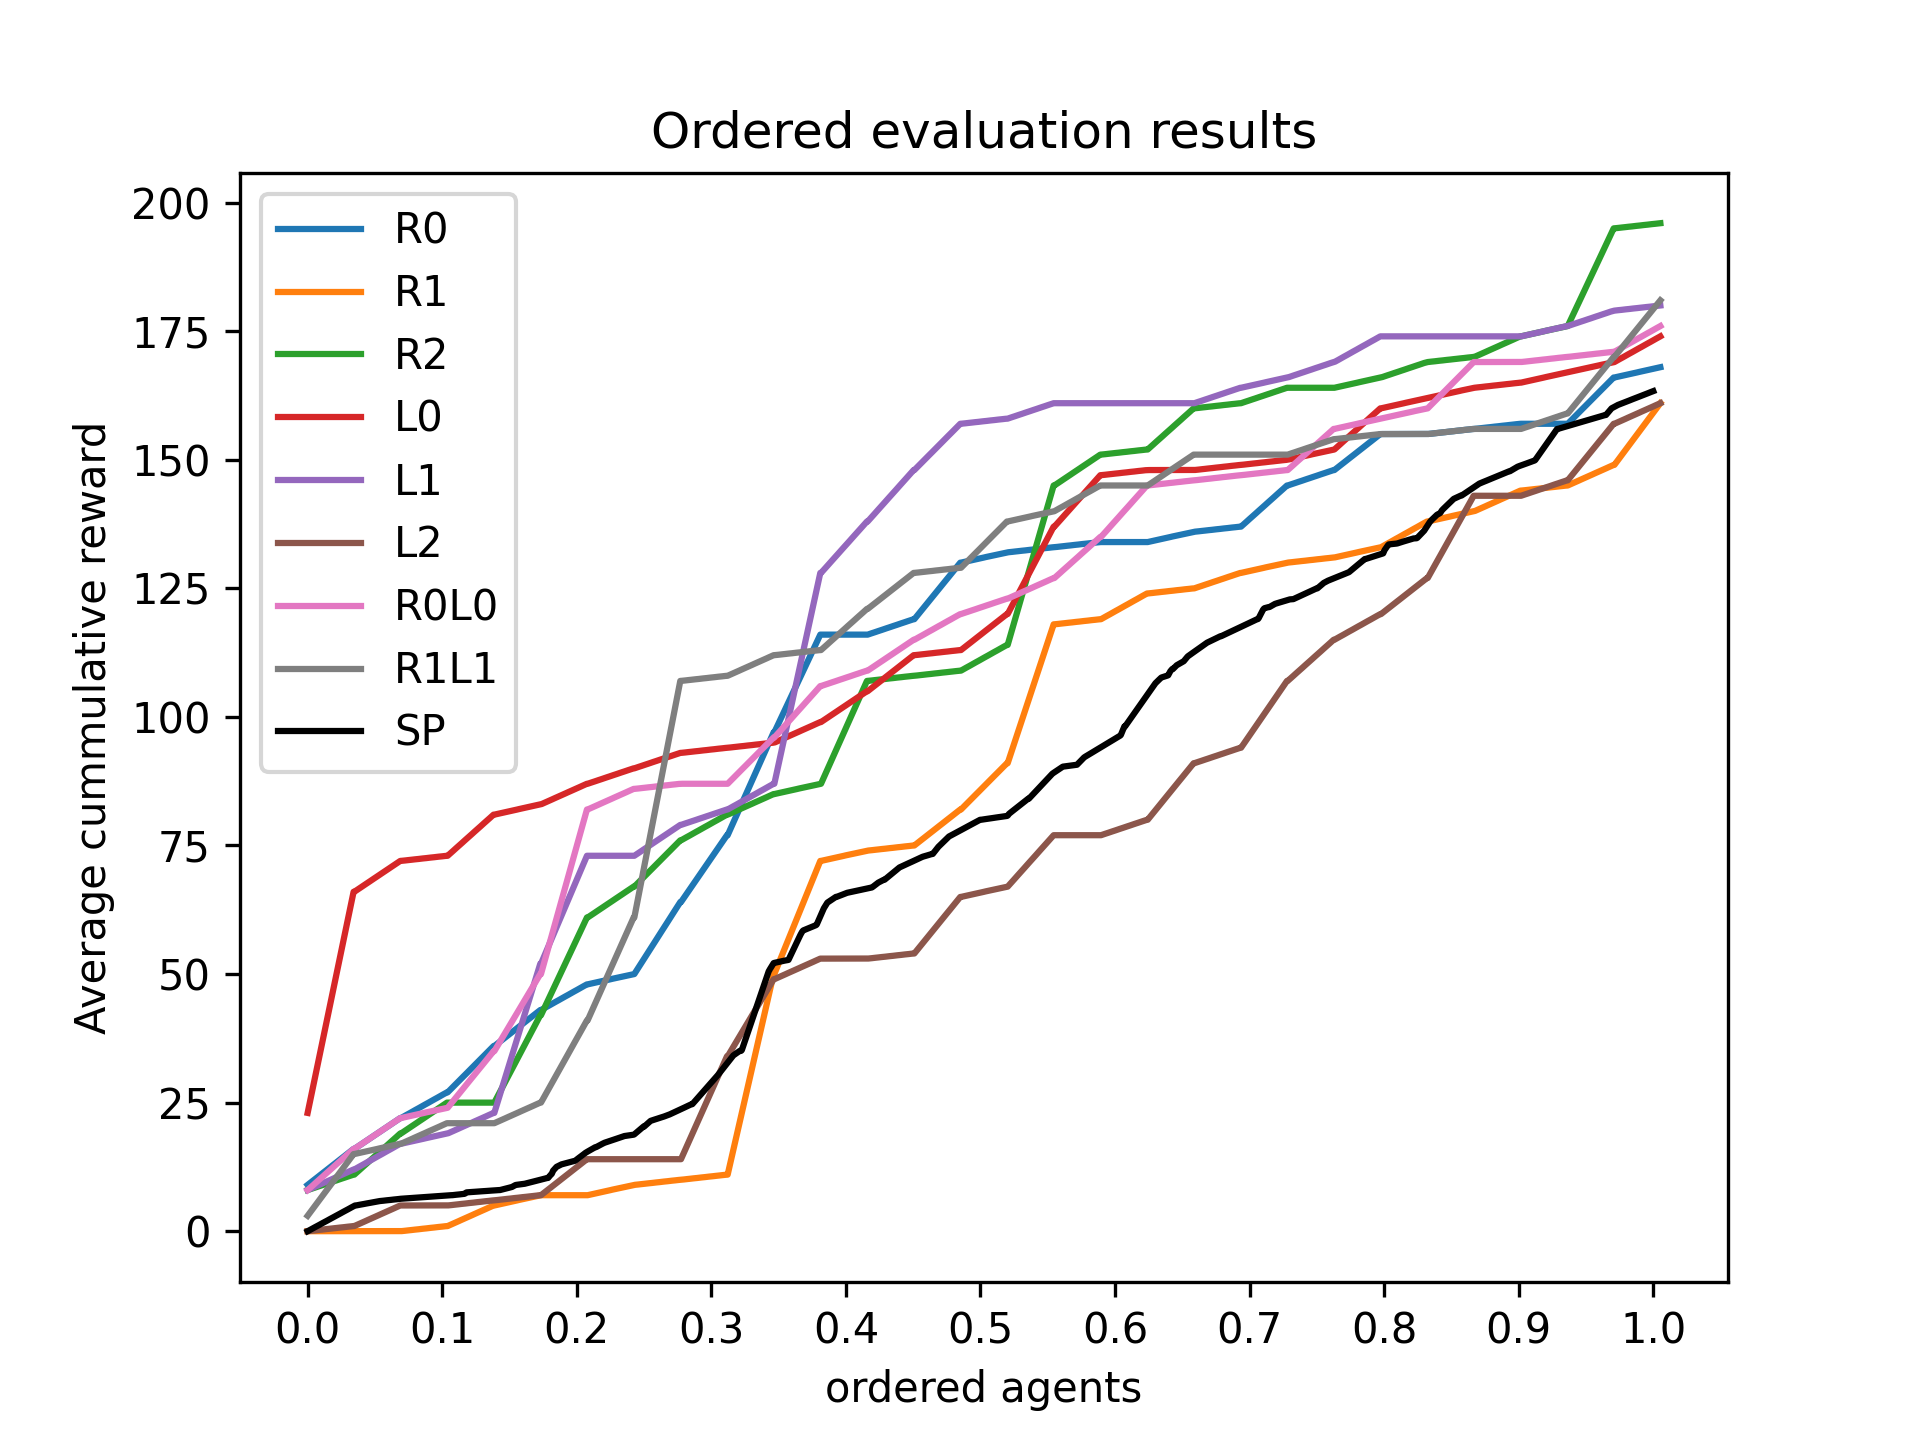 Ordered evaluation results
Average cummulative reward
200
175
150
125
100
75
50
25
0
R0
R1
R2
L0
L1
L2
R0L0
R1L1
SP
0.0 0.1 0.2 0.3 0.4 0.5 0.6 0.7 0.8 0.9 1.0
ordered agents